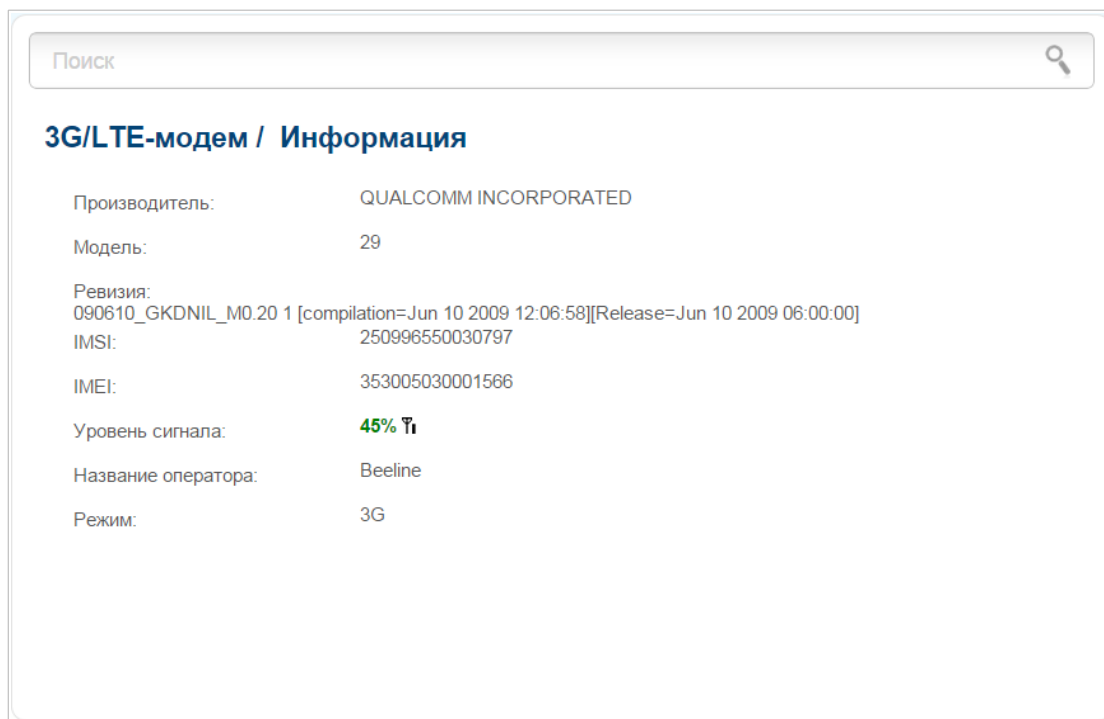 Поиск
3G/LTE-модем / Информация
Производитель: QUALCOMM INCORPORATED
Модель: 29
Ревизия:
090610_GKDNIL_M0.20 1 [compilation=Jun 10 2009 12:06:58][Release=Jun 10 2009 06:00:00]
IMSI: 250996550030797
IMEI: 353005030001566
Уровень сигнала: 45%
Название оператора: Beeline
Режим: 3G